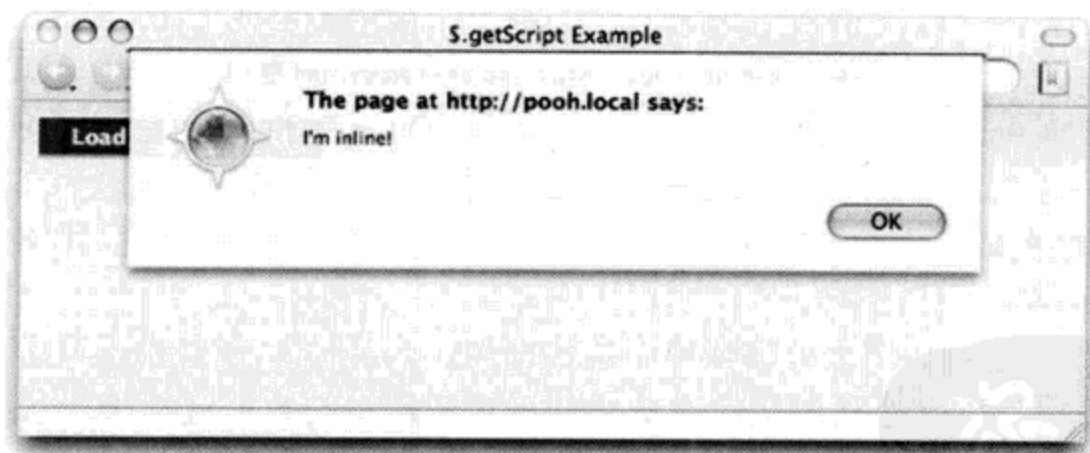 $.getScript Example
The page at http://pooh.local says:
I'm inline!
Load
OK